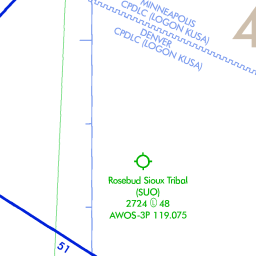 MINNEAPOLIS
CPDLC (LOGON KUSA)
DENVER
CPDLC (LOGON KUSA)
4
Rosebud Sioux Tribal
(SUO)
2724 Ⓛ 48
AWOS-3P 119.075
51